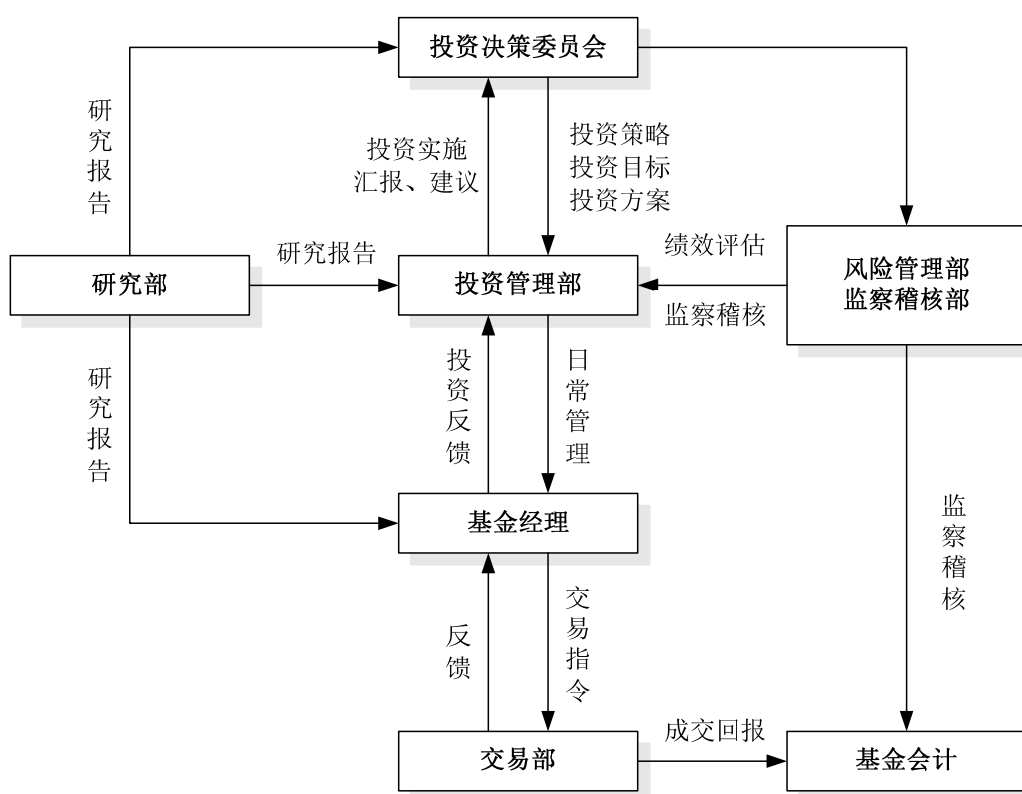 投资决策委员会
研究报告
投资实施
汇报、建议
投资策略
投资目标
投资方案
研究部
研究报告
投资管理部
绩效评估
监察稽核
风险管理部
监察稽核部
研究报告
投资反馈
日常管理
基金经理
监察稽核
反馈
交易指令
交易部
成交回报
基金会计